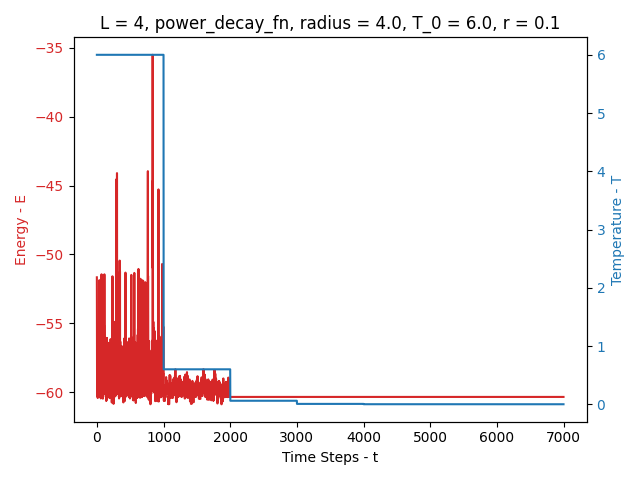 L = 4, power_decay_fn, radius = 4.0, T_0 = 6.0, r = 0.1
−35
−40
−45
−50
−55
−60
Energy - E
6
5
4
3
2
1
0
Temperature - T
0 1000 2000 3000 4000 5000 6000 7000
Time Steps - t